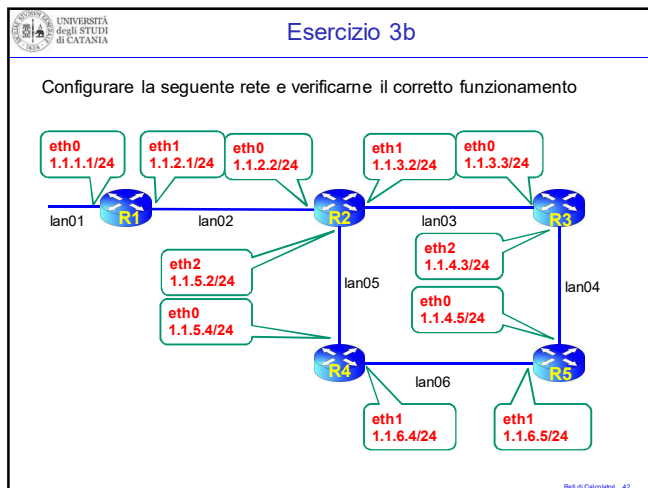 UNIVERSITÀ
degli STUDI
di CATANIA
Esercizio 3b
Configurare la seguente rete e verificarne il corretto funzionamento
eth0
1.1.1.1/24
eth1
1.1.2.1/24
eth0
1.1.2.2/24
eth1
1.1.3.2/24
eth0
1.1.3.3/24
lan01
R1
lan02
R2
lan03
R3
eth2
1.1.5.2/24
eth2
1.1.4.3/24
lan05
lan04
eth0
1.1.5.4/24
eth0
1.1.4.5/24
R4
lan06
R5
eth1
1.1.6.4/24
eth1
1.1.6.5/24
Reti di Calcolatori 42